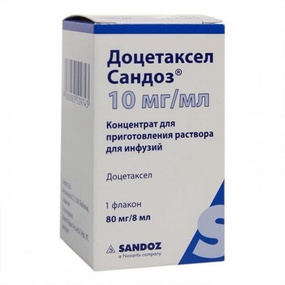 Доцетаксел
Сандоз®
10 мг/мл
Концентрат для
приготовления раствора
для инфузий
Доцетаксел
1 флакон
80 мг/8 мл
SANDOZ
a Novartis company